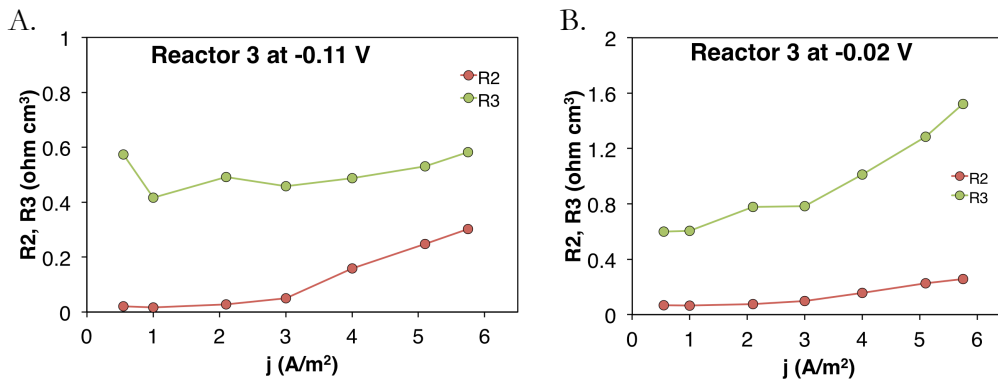 A.
Reactor 3 at -0.11 V
R2
R3
1
0.8
0.6
0.4
0.2
0
R2, R3 (ohm cm³)
0 1 2 3 4 5 6
j (A/m²)
B.
Reactor 3 at -0.02 V
R2
R3
2
1.6
1.2
0.8
0.4
0
R2, R3 (ohm cm³)
0 1 2 3 4 5 6
j (A/m²)